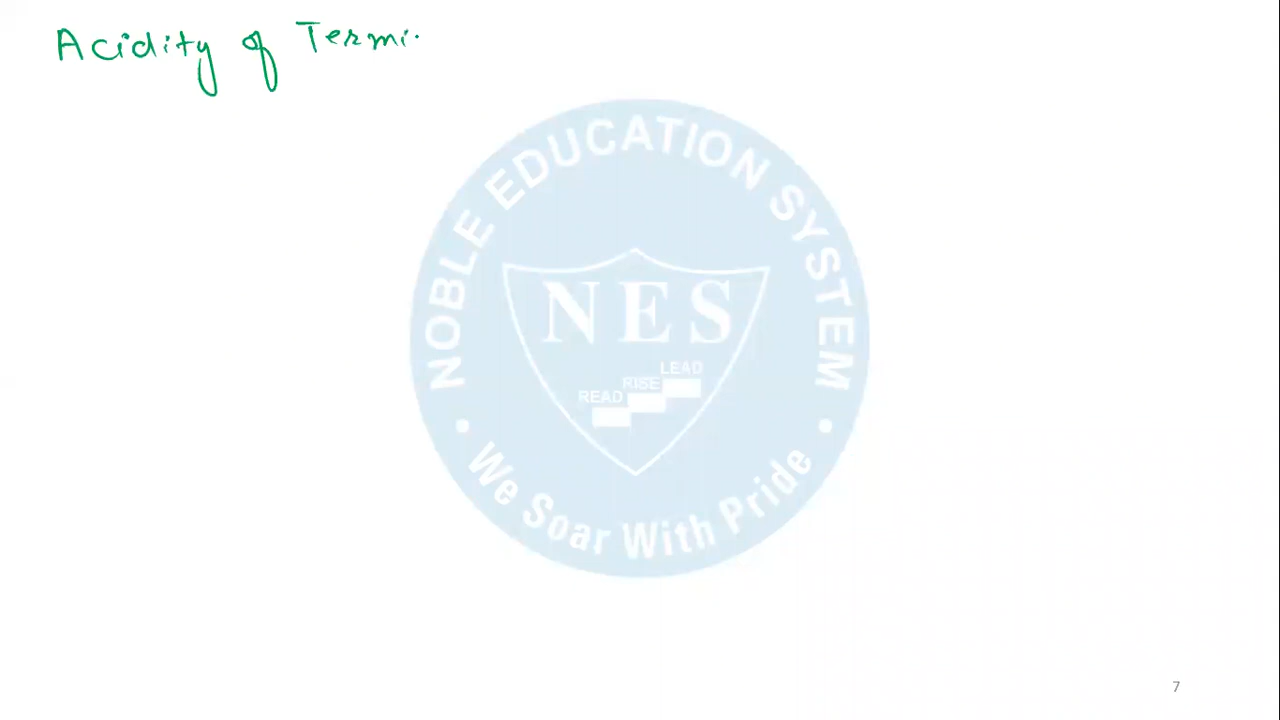 Acidity of Termi
NOBLE EDUCATION SYSTEM
NES
LEAD
RISE
READ
• We Soar With Pride •
7